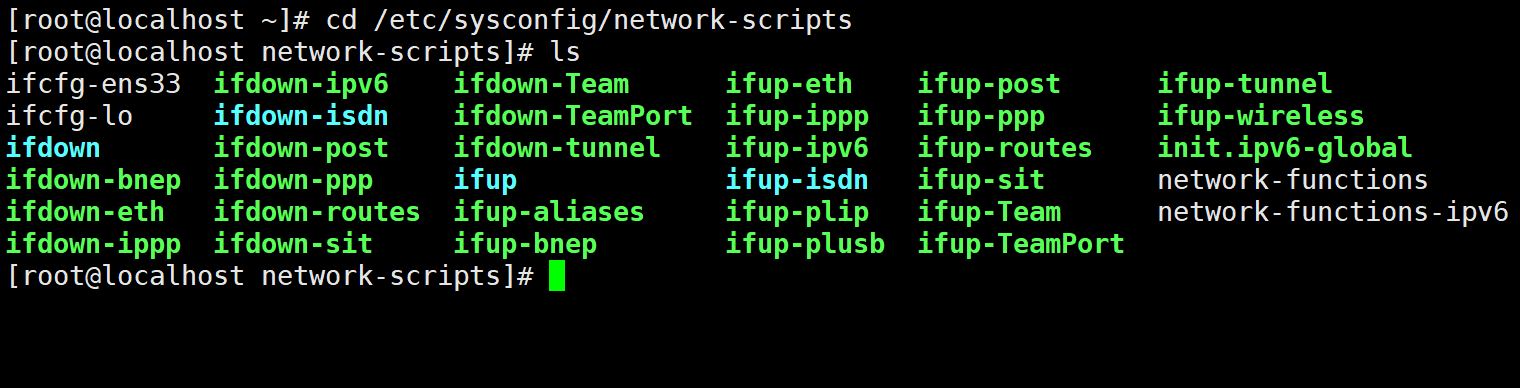 [root@localhost ~]# cd /etc/sysconfig/network-scripts
[root@localhost network-scripts]# ls
ifcfg-ens33  ifdown-ipv6    ifdown-Team      ifup-eth    ifup-post      ifup-tunnel
ifcfg-lo     ifdown-isdn    ifdown-TeamPort  ifup-ippp   ifup-ppp       ifup-wireless
ifdown       ifdown-post    ifdown-tunnel    ifup-ipv6   ifup-routes    init.ipv6-global
ifdown-bnep  ifdown-ppp     ifup             ifup-isdn   ifup-sit       network-functions
ifdown-eth   ifdown-routes  ifup-aliases     ifup-plip   ifup-Team      network-functions-ipv6
ifdown-ippp  ifdown-sit     ifup-bnep        ifup-plusb  ifup-TeamPort
[root@localhost network-scripts]#